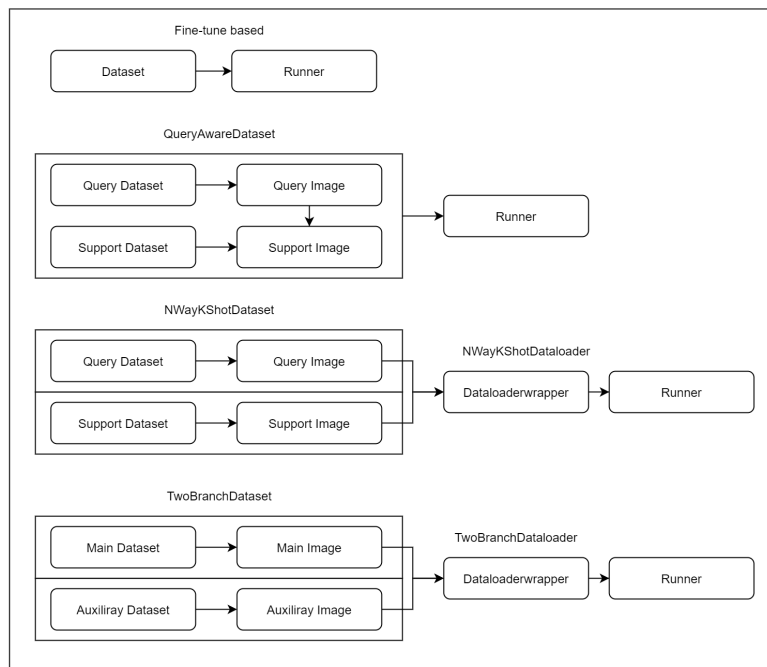 Fine-tune based
Dataset
Runner
QueryAwareDataset
Query Dataset
Query Image
Support Dataset
Support Image
Runner
NWayKShotDataset
Query Dataset
Query Image
Support Dataset
Support Image
NWayKShotDataloader
Dataloaderwrapper
Runner
TwoBranchDataset
Main Dataset
Main Image
Auxiliray Dataset
Auxiliray Image
TwoBranchDataloader
Dataloaderwrapper
Runner